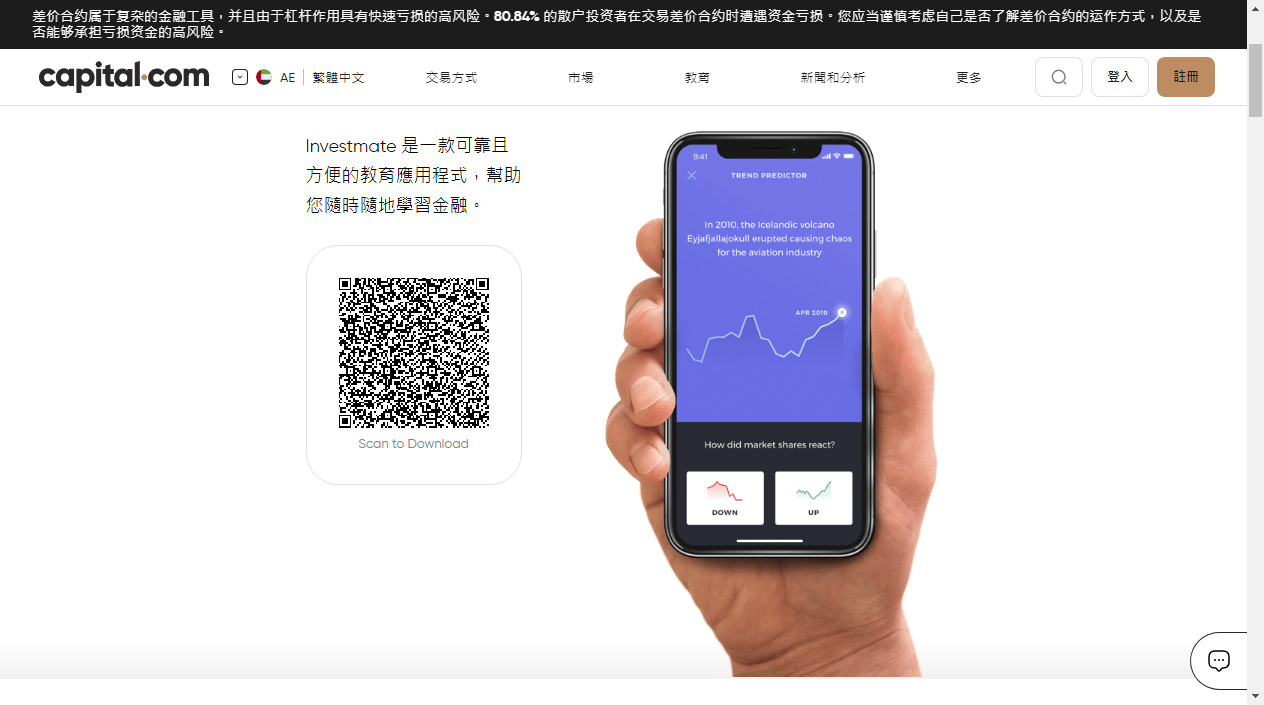 差价合约属于复杂的金融工具，并且由于杠杆作用具有快速亏损的高风险。80.84% 的散户投资者在交易差价合约时遭遇资金亏损。您应当谨慎考虑自己是否了解差价合约的运作方式，以及是
否能够承担亏损资金的高风险。
capital.com AE 繁體中文 交易方式 市場 教育 新聞和分析 更多 登入 註冊
Investmate 是一款可靠且
方便的教育應用程式，幫助
您隨時隨地學習金融。
Scan to Download
9:41
TREND PREDICTOR
In 2010, the Icelandic volcano
Eyjafjallajokull erupted causing chaos
for the aviation industry
APR 2010
How did market shares react?
DOWN UP